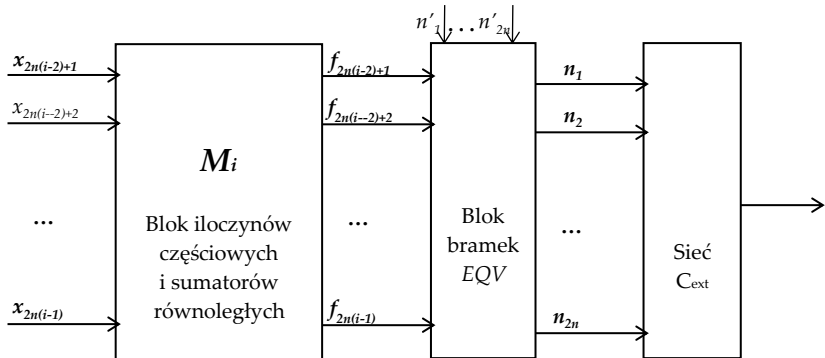 n'1 ... n'2n
x2n(i-2)+1
f2n(i-2)+1
n1
x2n(i--2)+2
f2n(i--2)+2
n2
Mi
...
Blok iloczynów
częściowych
i sumatorów
równoległych
...
Blok
bramek
EQV
...
Sieć
Cext
x2n(i-1)
f2n(i-1)
n2n